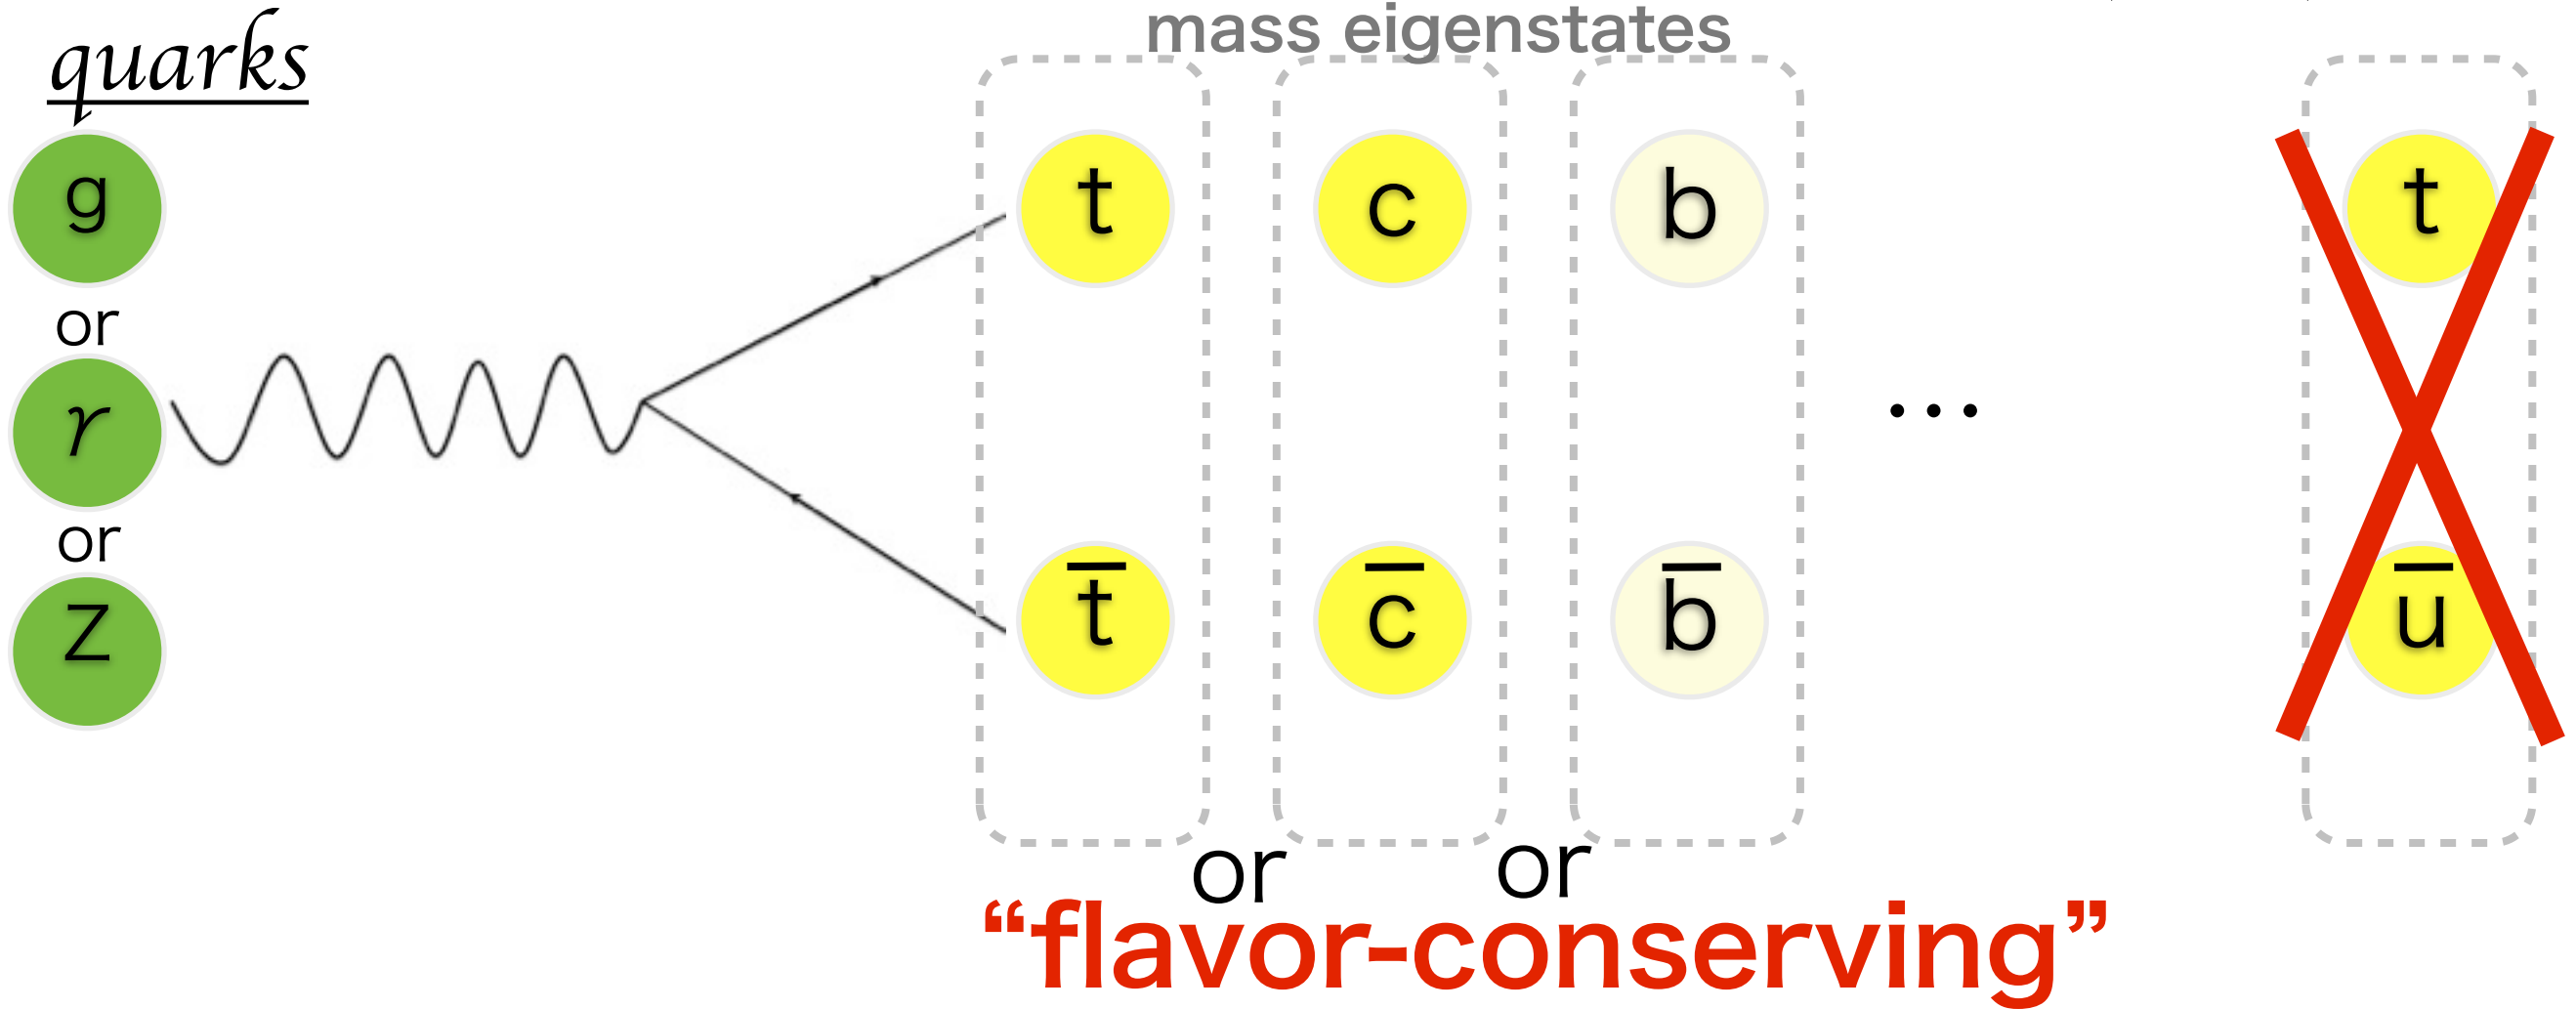 mass eigenstates
quarks
g
or
r
or
Z
t c b ... t
t̅ c̅ b̅ u̅
or or
“flavor-conserving”